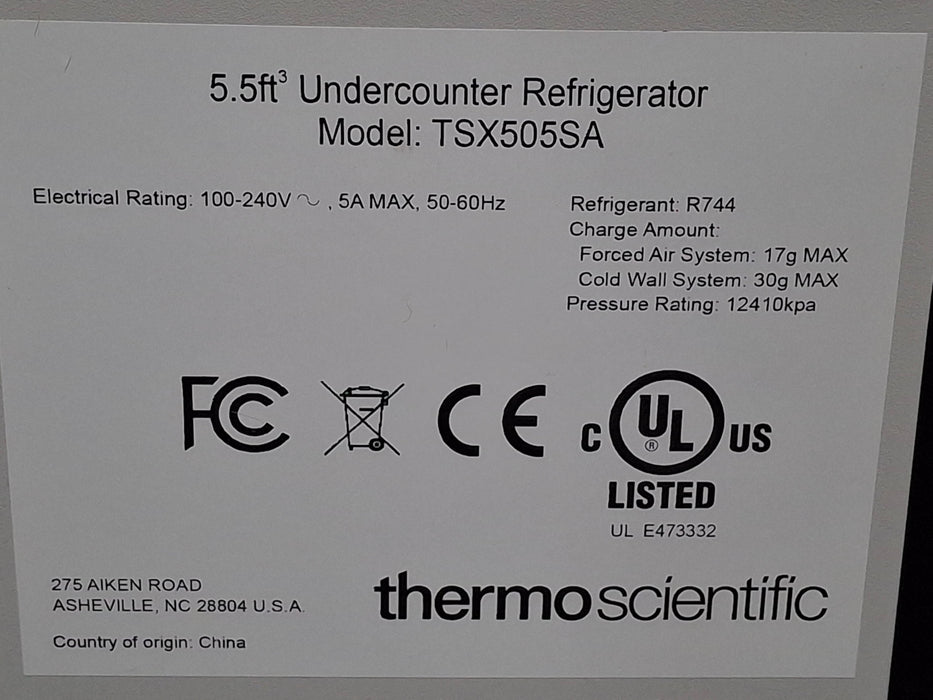 5.5ft³ Undercounter Refrigerator
Model: TSX505SA
Electrical Rating: 100-240V ∿ , 5A MAX, 50-60Hz
Refrigerant: R744
Charge Amount:
Forced Air System: 17g MAX
Cold Wall System: 30g MAX
Pressure Rating: 12410kpa
FC
CE
C UL ® US
LISTED
UL E473332
275 AIKEN ROAD
ASHEVILLE, NC 28804 U.S.A.
Country of origin: China
thermo scientific